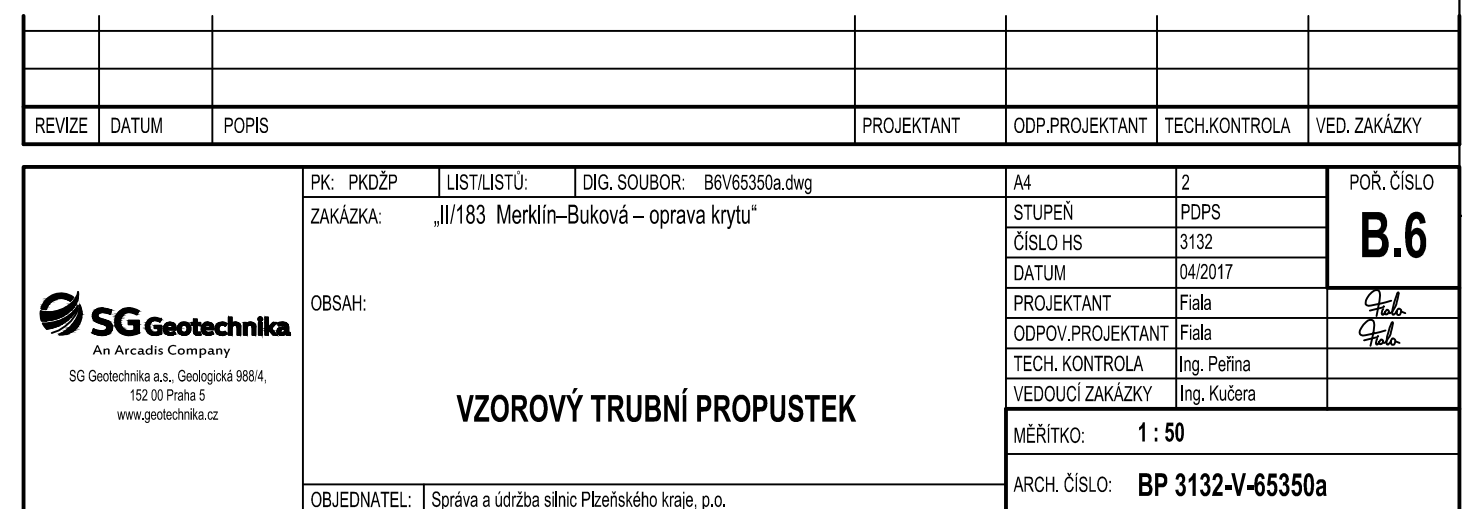 REVIZE DATUM POPIS PROJEKTANT ODP.PROJEKTANT TECH.KONTROLA VED. ZAKÁZKY
PK: PKDŽP LIST/LISTŮ: DIG. SOUBOR: B6V65350a.dwg A4 2 POŘ. ČÍSLO
ZAKÁZKA: „II/183 Merklín–Buková – oprava krytu“ STUPEŇ PDPS
B.6
ČÍSLO HS 3132
DATUM 04/2017
OBSAH: PROJEKTANT Fiala Fiala
SG Geotechnika
An Arcadis Company
ODPOV.PROJEKTANT Fiala Fiala
TECH. KONTROLA Ing. Peřina
SG Geotechnika a.s., Geologická 988/4,
152 00 Praha 5
www.geotechnika.cz
VEDOUCÍ ZAKÁZKY Ing. Kučera
VZOROVÝ TRUBNÍ PROPUSTEK
MĚŘÍTKO: 1 : 50
ARCH. ČÍSLO: BP 3132-V-65350a
OBJEDNATEL: Správa a údržba silnic Plzeňského kraje, p.o.